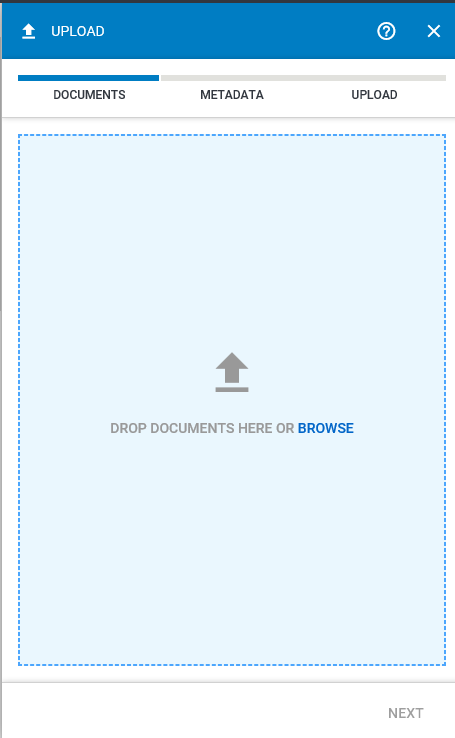 UPLOAD
DOCUMENTS METADATA UPLOAD
DROP DOCUMENTS HERE OR BROWSE
NEXT